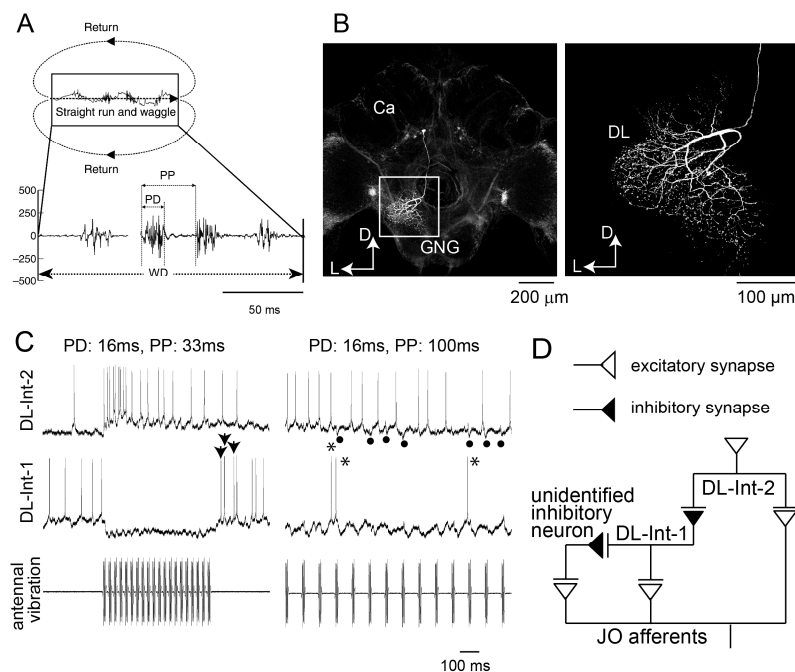 A
Return
Straight run and waggle
Return
PP
PD
500
250
0
−250
−500
WD
50 ms
B
Ca
D
L
GNG
200 µm
DL
D
L
100 µm
C
PD: 16ms, PP: 33ms
PD: 16ms, PP: 100ms
DL-Int-2
*
*
*
DL-Int-1
antennal
vibration
100 ms
D
excitatory synapse
inhibitory synapse
DL-Int-2
unidentified
inhibitory
neuron
DL-Int-1
JO afferents